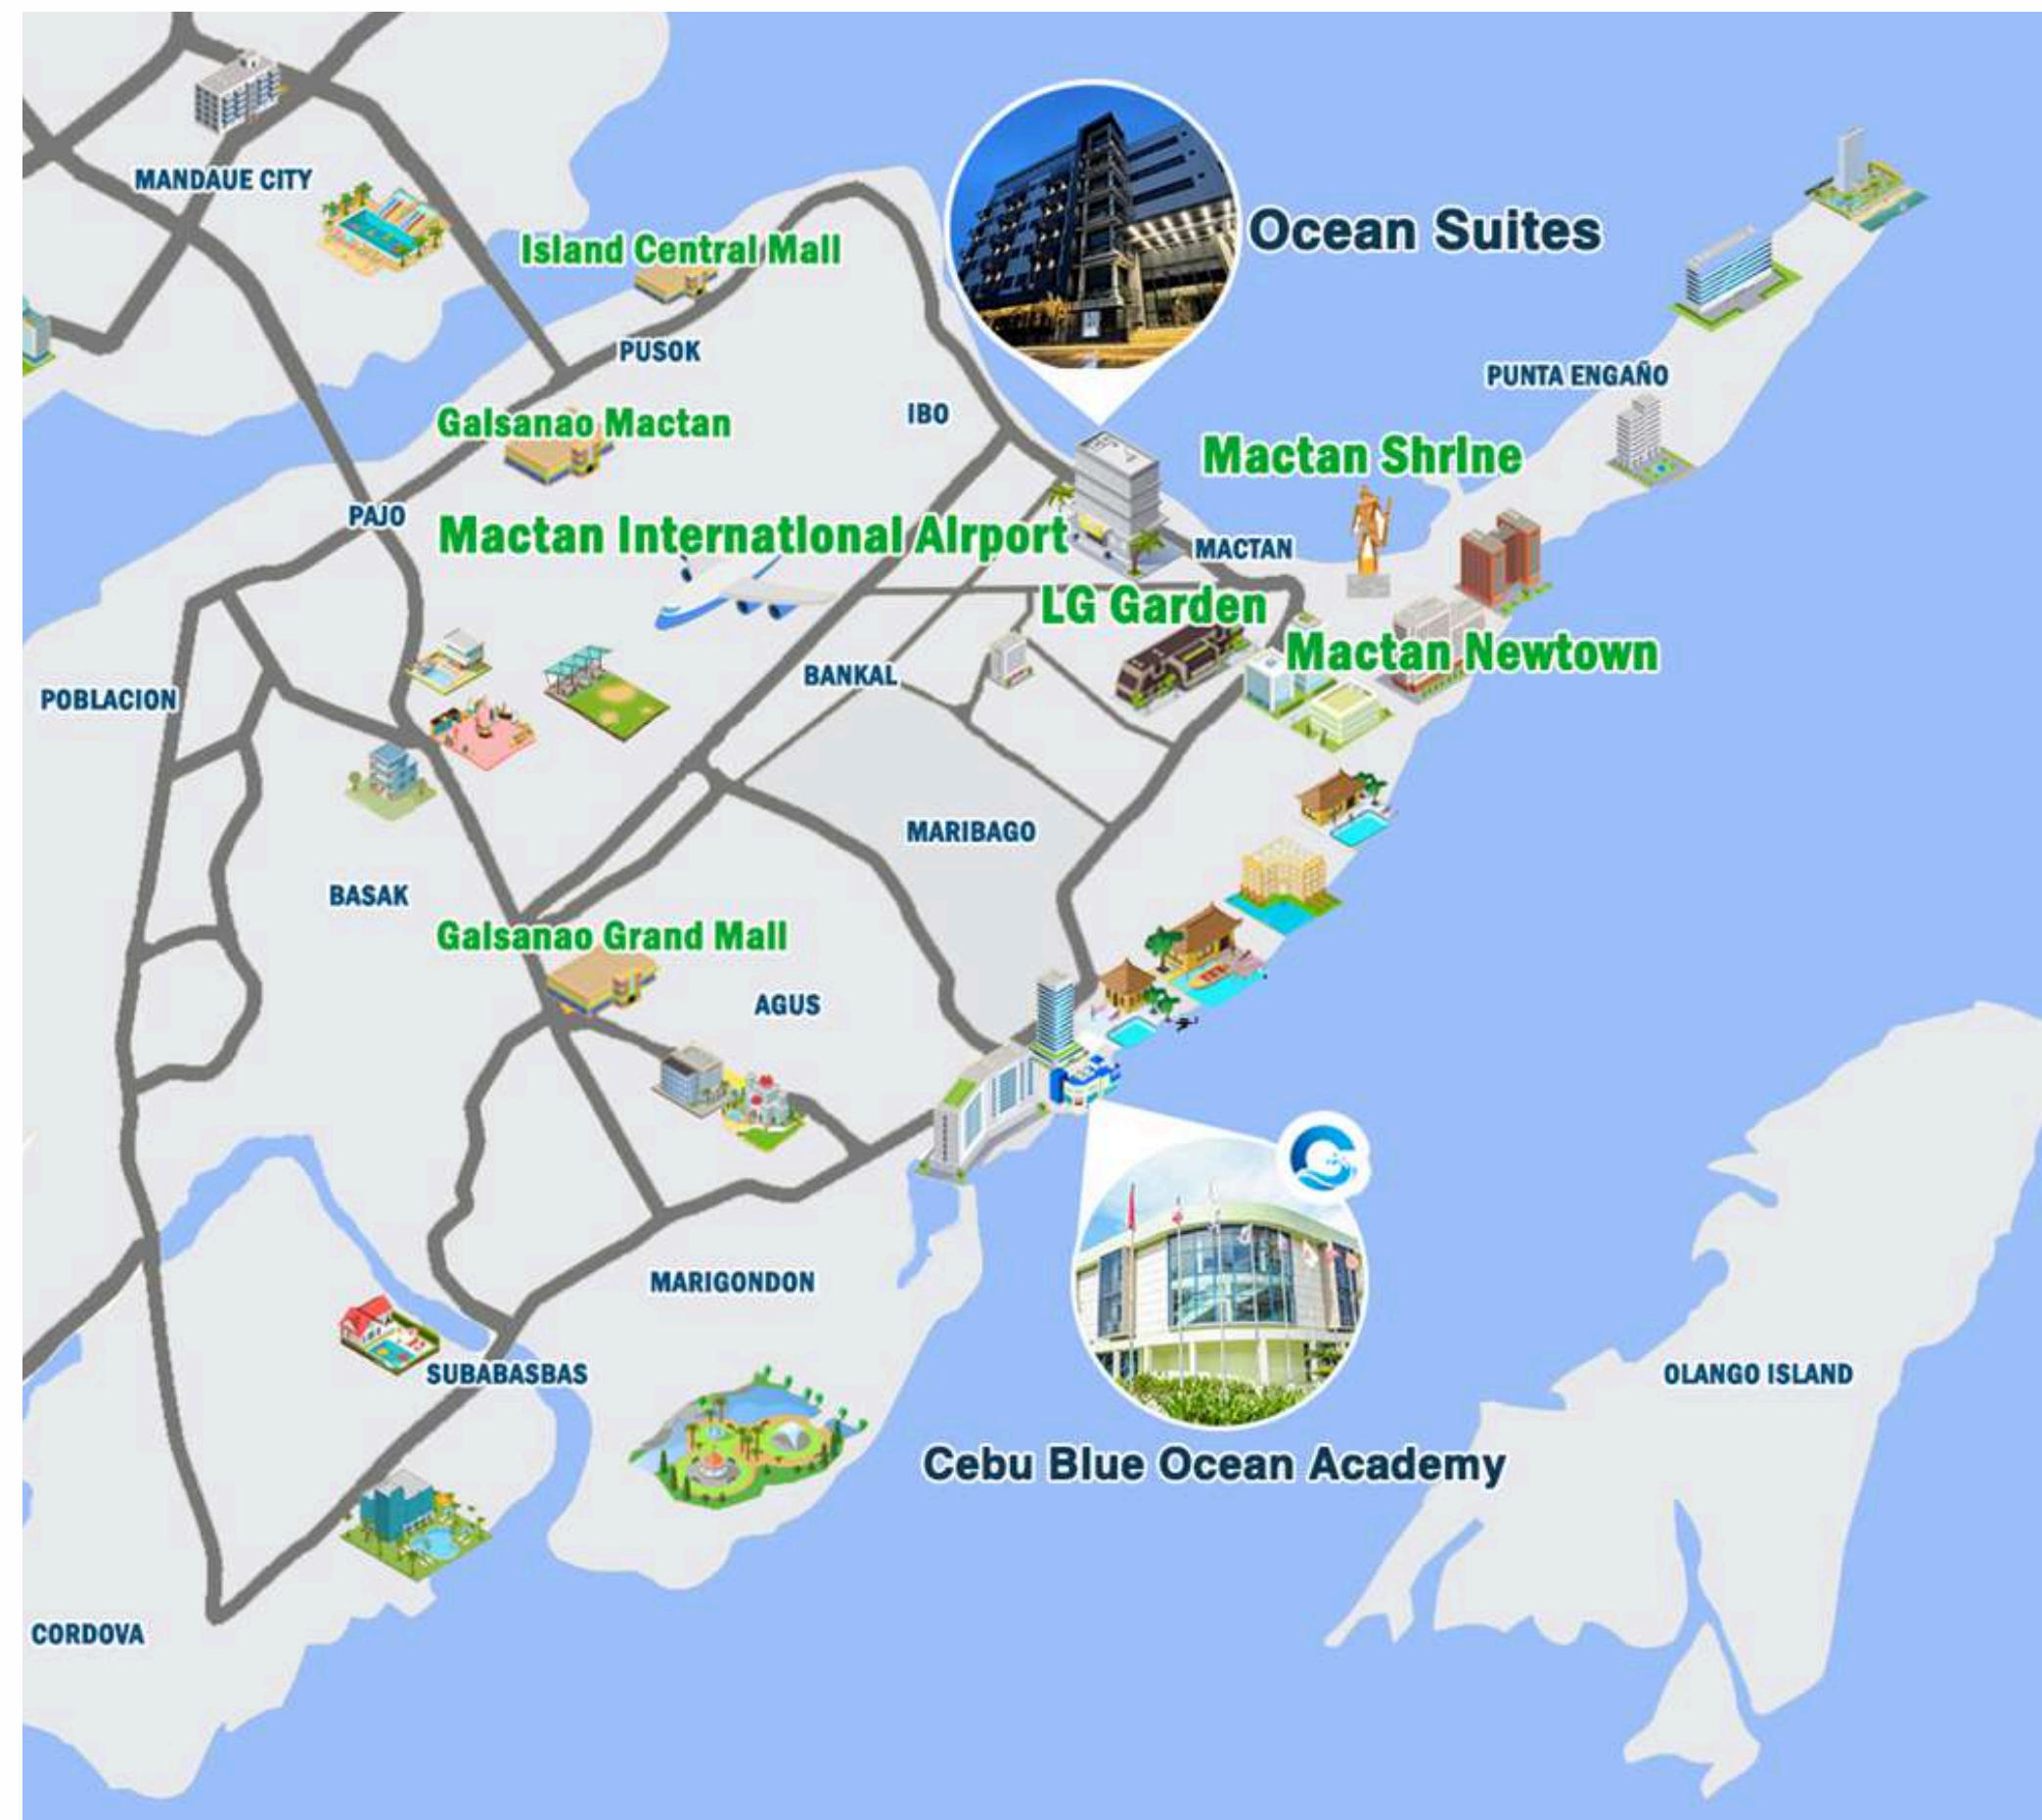 MANDAUE CITY
Island Central Mall
Ocean Suites
PUSOK
PUNTA ENGAÑO
IBO
Gaisanao Mactan
Mactan Shrine
PAJO
Mactan International Airport
MACTAN
LG Garden
Mactan Newtown
BANKAL
POBLACION
MARIBAGO
BASAK
Gaisanao Grand Mall
AGUS
MARIGONDON
SUBABASBAS
OLANGO ISLAND
Cebu Blue Ocean Academy
CORDOVA